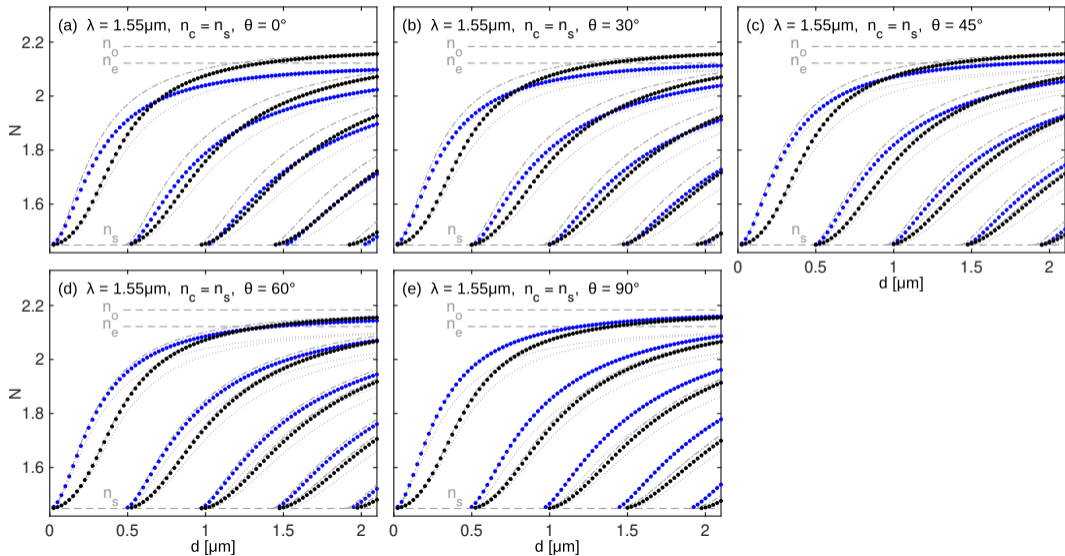 (a) λ = 1.55μm, n_c = n_s, θ = 0°
n_o
n_e
n_s
2.2
2
1.8
1.6
N
(b) λ = 1.55μm, n_c = n_s, θ = 30°
n_o
n_e
n_s
(c) λ = 1.55μm, n_c = n_s, θ = 45°
n_o
n_e
n_s
0 0.5 1 1.5 2
d [μm]
(d) λ = 1.55μm, n_c = n_s, θ = 60°
n_o
n_e
n_s
2.2
2
1.8
1.6
N
0 0.5 1 1.5 2
d [μm]
(e) λ = 1.55μm, n_c = n_s, θ = 90°
n_o
n_e
n_s
0 0.5 1 1.5 2
d [μm]